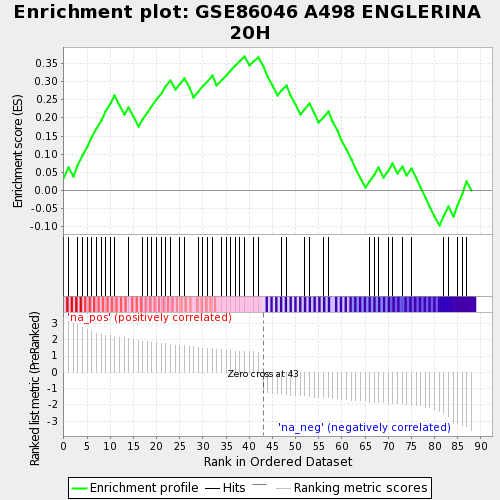 Enrichment plot: GSE86046 A498 ENGLERINA
20H
Enrichment score (ES)
0.35
0.30
0.25
0.20
0.15
0.10
0.05
0.00
-0.05
-0.10
'na_pos' (positively correlated)
Ranked list metric (PreRanked)
3
2
1
0
-1
-2
-3
Zero cross at 43
'na_neg' (negatively correlated)
0 5 10 15 20 25 30 35 40 45 50 55 60 65 70 75 80 85 90
Rank in Ordered Dataset
Enrichment profile Hits Ranking metric scores